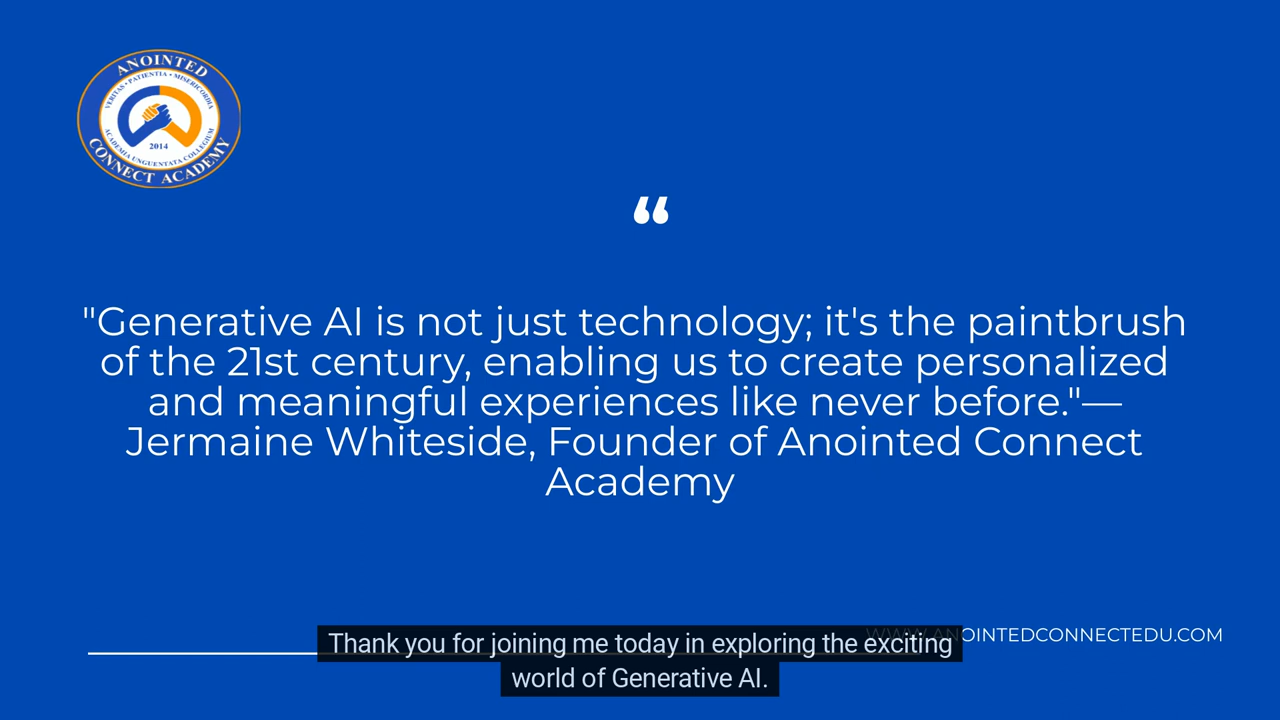 ANOINTED
VERITAS • PATIENTIA • MISERICORDIA
2014
ACADEMIA UNGUENTATA COLLEGIUM
CONNECT ACADEMY
“
"Generative AI is not just technology; it's the paintbrush
of the 21st century, enabling us to create personalized
and meaningful experiences like never before."—
Jermaine Whiteside, Founder of Anointed Connect
Academy
WWW.ANOINTEDCONNECTEDU.COM
Thank you for joining me today in exploring the exciting
world of Generative AI.